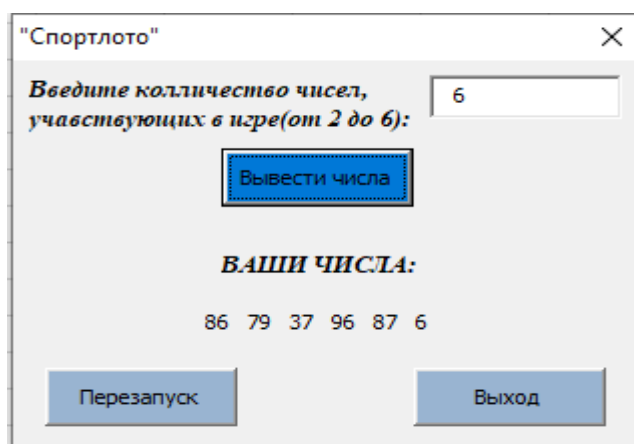 "Спортлото"
Введите колличество чисел,
учавствующих в игре(от 2 до 6):
6
Вывести числа
ВАШИ ЧИСЛА:
86 79 37 96 87 6
Перезапуск
Выход